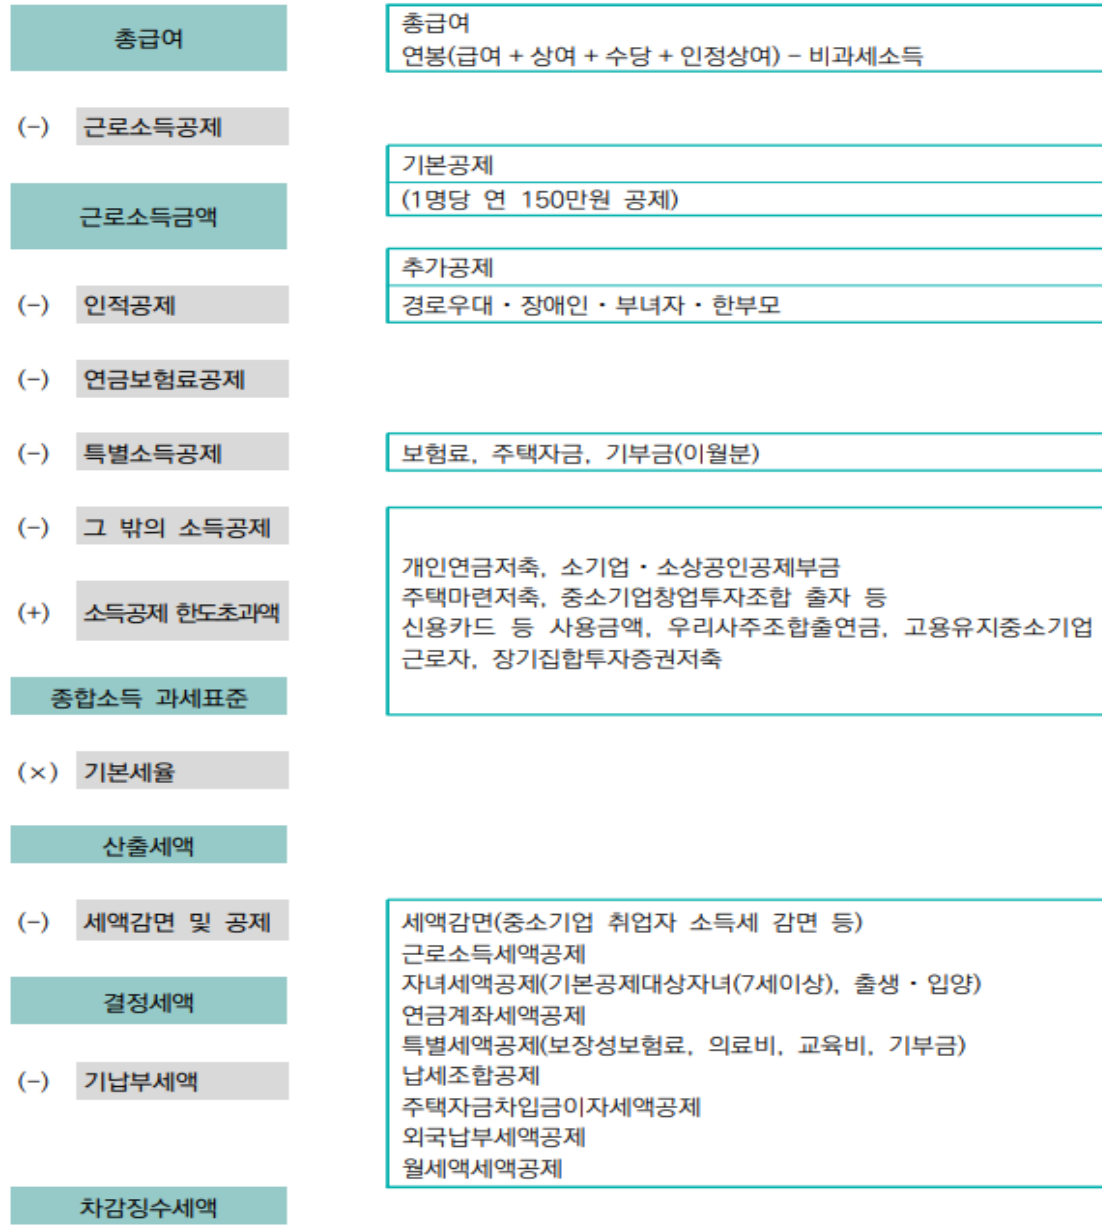 총급여
총급여
연봉(급여 + 상여 + 수당 + 인정상여) – 비과세소득
(-) 근로소득공제
기본공제
(1명당 연 150만원 공제)
근로소득금액
추가공제
(-) 인적공제
경로우대・장애인・부녀자・한부모
(-) 연금보험료공제
(-) 특별소득공제
보험료, 주택자금, 기부금(이월분)
(-) 그 밖의 소득공제
(+) 소득공제 한도초과액
개인연금저축, 소기업・소상공인공제부금
주택마련저축, 중소기업창업투자조합 출자 등
신용카드 등 사용금액, 우리사주조합출연금, 고용유지중소기업
근로자, 장기집합투자증권저축
종합소득 과세표준
(×) 기본세율
산출세액
(-) 세액감면 및 공제
세액감면(중소기업 취업자 소득세 감면 등)
근로소득세액공제
자녀세액공제(기본공제대상자녀(7세이상), 출생・입양)
연금계좌세액공제
특별세액공제(보장성보험료, 의료비, 교육비, 기부금)
납세조합공제
주택자금차입금이자세액공제
외국납부세액공제
월세액세액공제
결정세액
(-) 기납부세액
차감징수세액